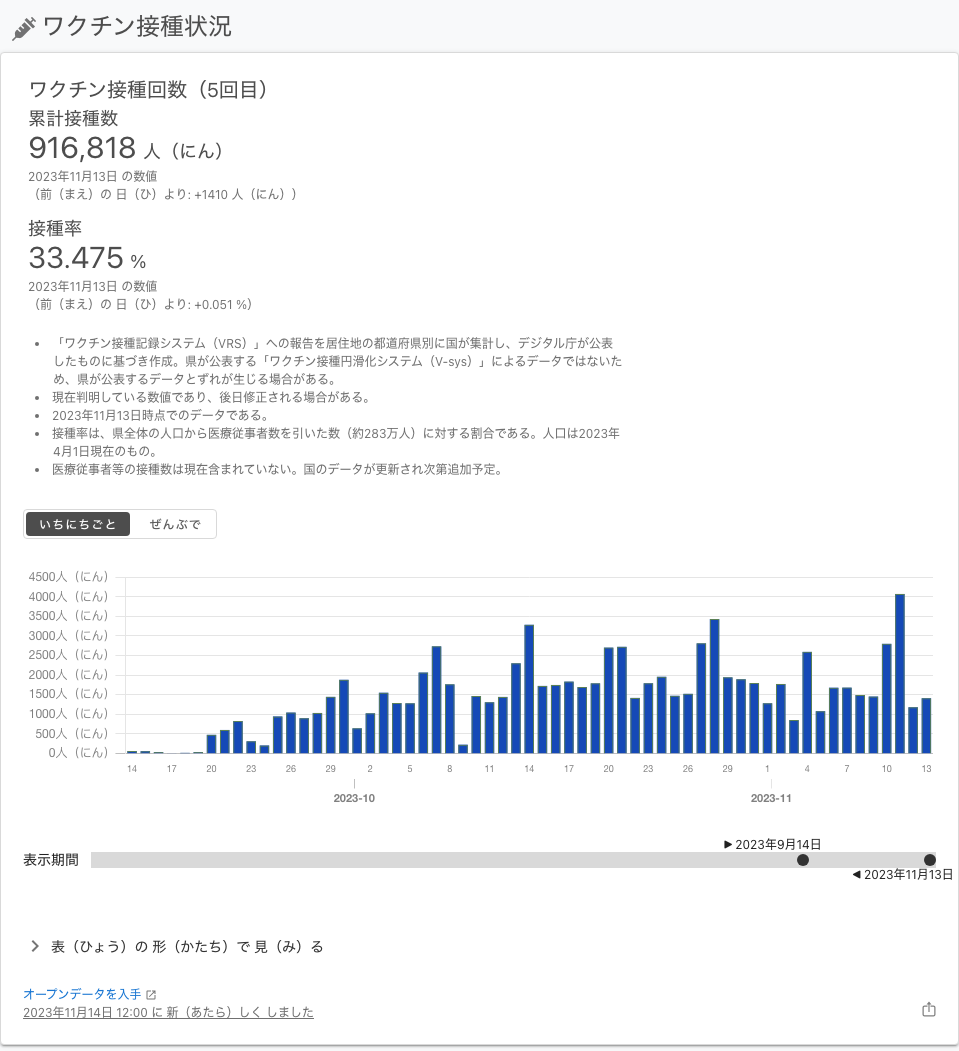 ワクチン接種状況
ワクチン接種回数（5回目）
累計接種数
916,818 人（にん）
2023年11月13日 の数値
（前（まえ）の 日（ひ）より: +1410 人（にん））
接種率
33.475 %
2023年11月13日 の数値
（前（まえ）の 日（ひ）より: +0.051 %）
• 「ワクチン接種記録システム（VRS）」への報告を居住地の都道府県別に国が集計し、デジタル庁が公表
したものに基づき作成。県が公表する「ワクチン接種円滑化システム（V-sys）」によるデータではないた
め、県が公表するデータとずれが生じる場合がある。
• 現在判明している数値であり、後日修正される場合がある。
• 2023年11月13日時点でのデータである。
• 接種率は、県全体の人口から医療従事者数を引いた数（約283万人）に対する割合である。人口は2023年
4月1日現在のもの。
• 医療従事者等の接種数は現在含まれていない。国のデータが更新され次第追加予定。
いちにちごと ぜんぶで
4500人（にん）
4000人（にん）
3500人（にん）
3000人（にん）
2500人（にん）
2000人（にん）
1500人（にん）
1000人（にん）
500人（にん）
0人（にん）
14 17 20 23 26 29 2 5 8 11 14 17 20 23 26 29 1 4 7 10 13
2023-10 2023-11
▶ 2023年9月14日
表示期間
◀ 2023年11月13日
表（ひょう）の 形（かたち）で 見（み）る
オープンデータを入手
2023年11月14日 12:00 に 新（あたら）しく しました